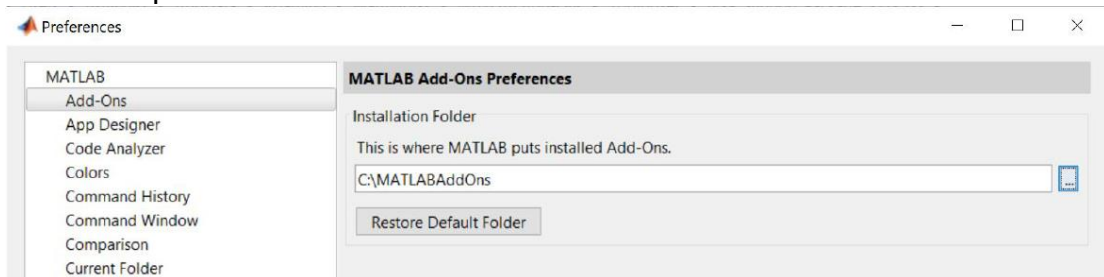 Preferences
MATLAB
Add-Ons
App Designer
Code Analyzer
Colors
Command History
Command Window
Comparison
Current Folder
MATLAB Add-Ons Preferences
Installation Folder
This is where MATLAB puts installed Add-Ons.
C:\MATLABAddOns
...
Restore Default Folder